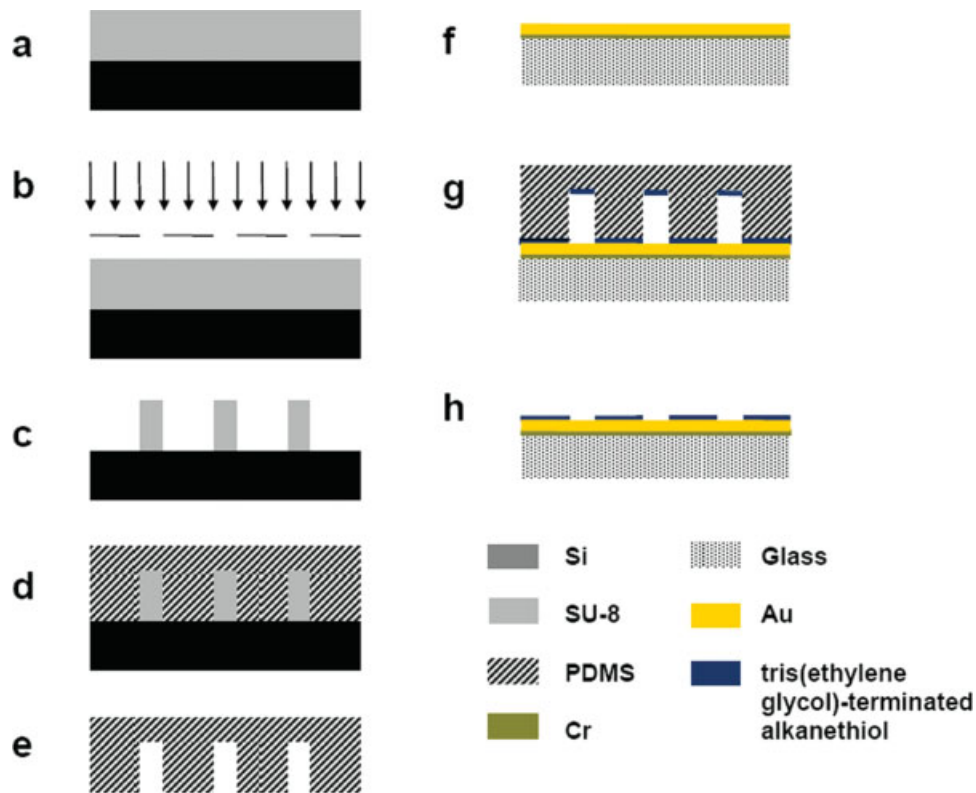 a
b
c
d
e
f
g
h
Si
SU-8
PDMS
Cr
Glass
Au
tris(ethylene
glycol)-terminated
alkanethiol